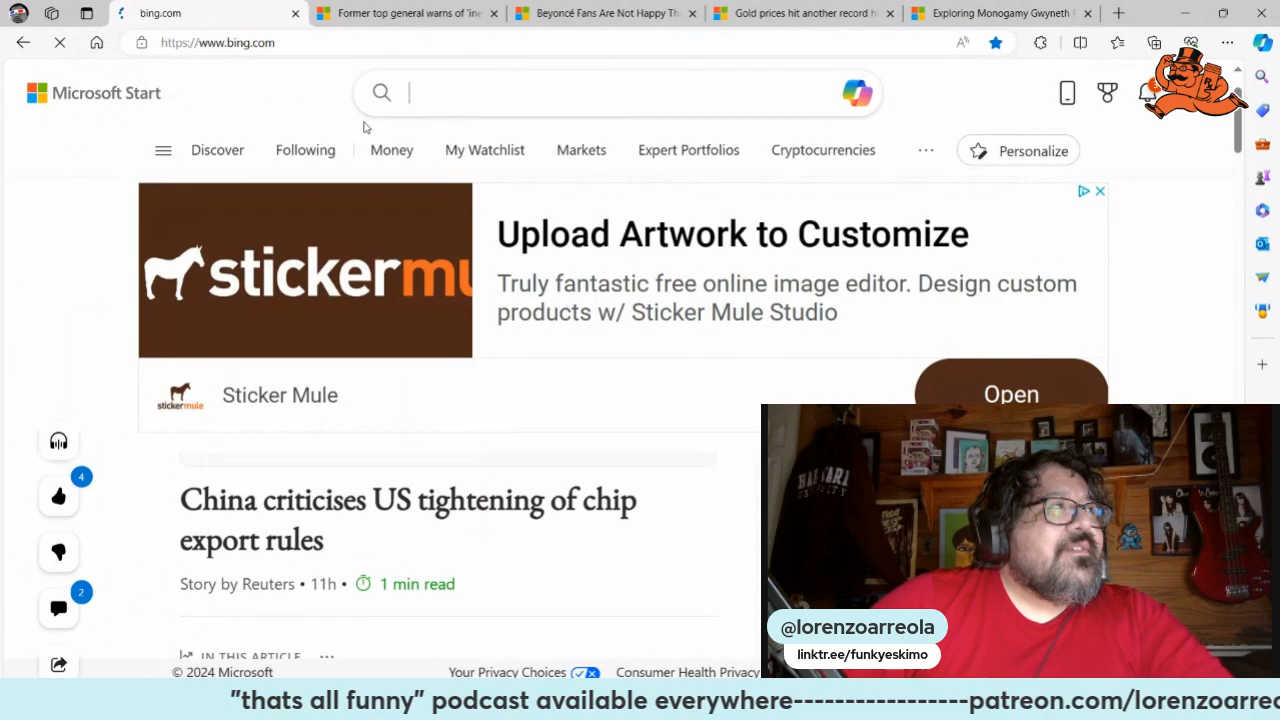 bing.com
Former top general warns of 'ine
Beyoncé Fans Are Not Happy Th
Gold prices hit another record h
Exploring Monogamy Gwyneth
https://www.bing.com
Microsoft Start
Discover
Following
Money
My Watchlist
Markets
Expert Portfolios
Cryptocurrencies
Personalize
stickermu
Upload Artwork to Customize
Truly fantastic free online image editor. Design custom
products w/ Sticker Mule Studio
stickermule
Sticker Mule
Open
4
2
China criticises US tightening of chip
export rules
Story by Reuters • 11h • 1 min read
IN THIS ARTICLE
© 2024 Microsoft
Your Privacy Choices
Consumer Health Privacy
@lorenzoarreola
linktr.ee/funkyeskimo
"thats all funny" podcast available everywhere-----------------patreon.com/lorenzoarreo